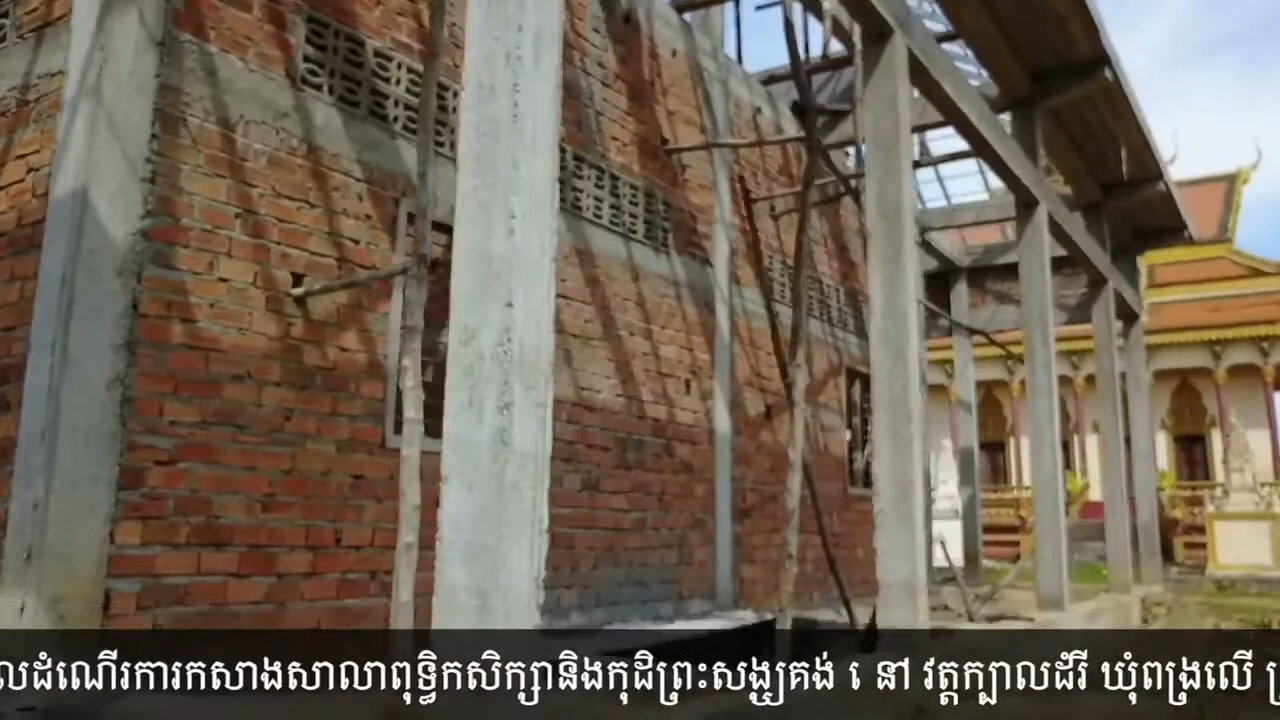 លដំណើរការកសាងសាលាពុទ្ធិកសិក្សានិងកុដិព្រះសង្ឃគង់ នៅ វត្តក្បាលដំរី ឃុំពង្រលើ